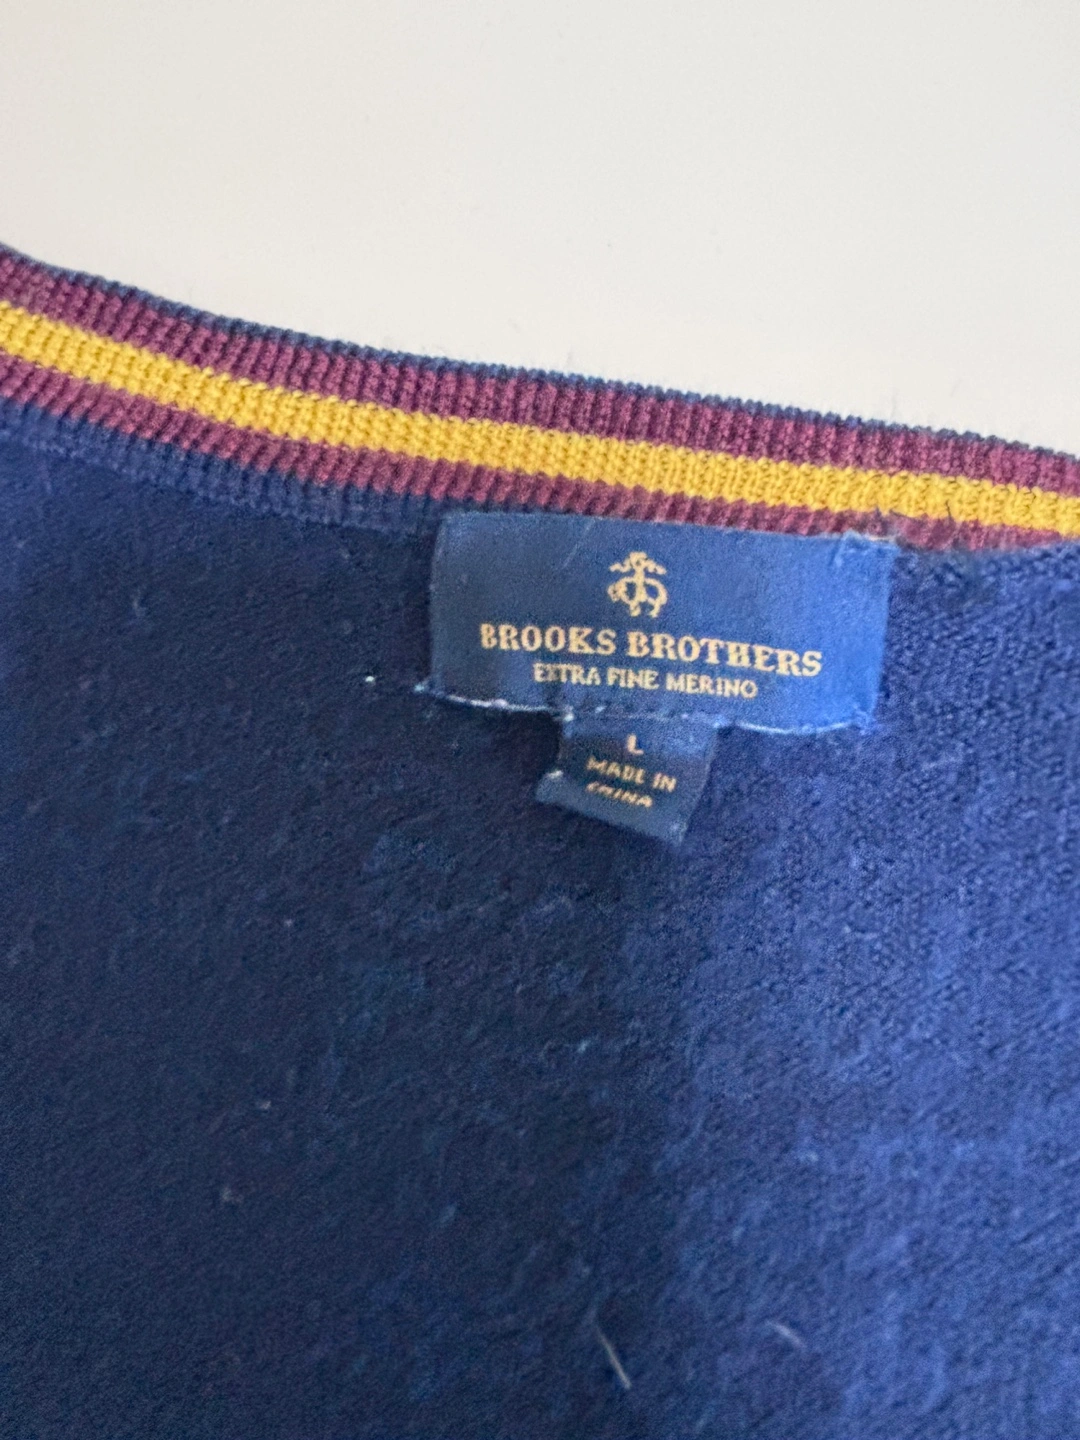 BROOKS BROTHERS
EXTRA FINE MERINO
L
MADE IN
CHINA